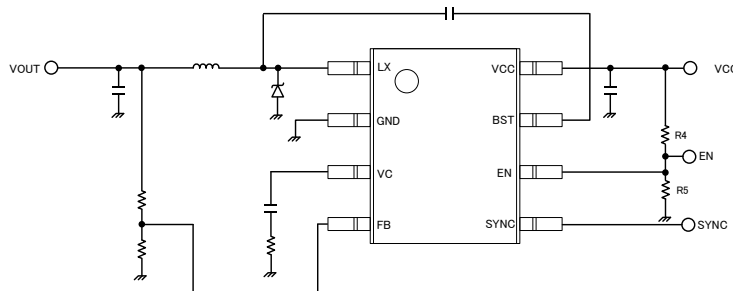 VOUT
LX
VCC
VCC
GND
BST
R4
EN
VC
EN
R5
FB
SYNC
SYNC